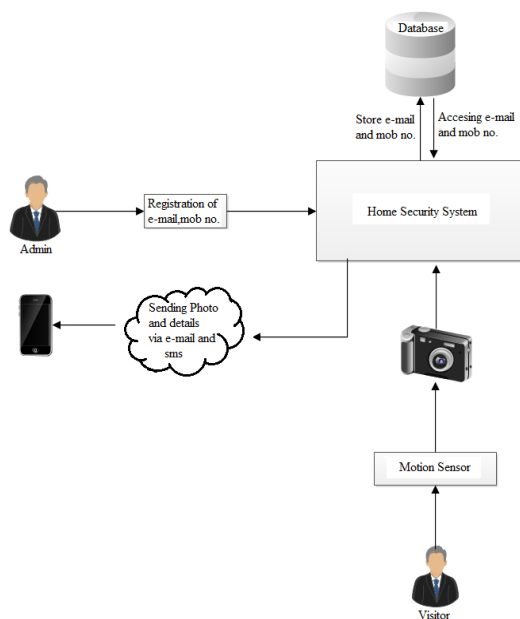 Database
Store e-mail
and mob no.
Accesing e-mail
and mob no.
Registration of
e-mail,mob no.
Home Security System
Admin
Sending Photo
and details
via e-mail and
sms
Motion Sensor
Visitor